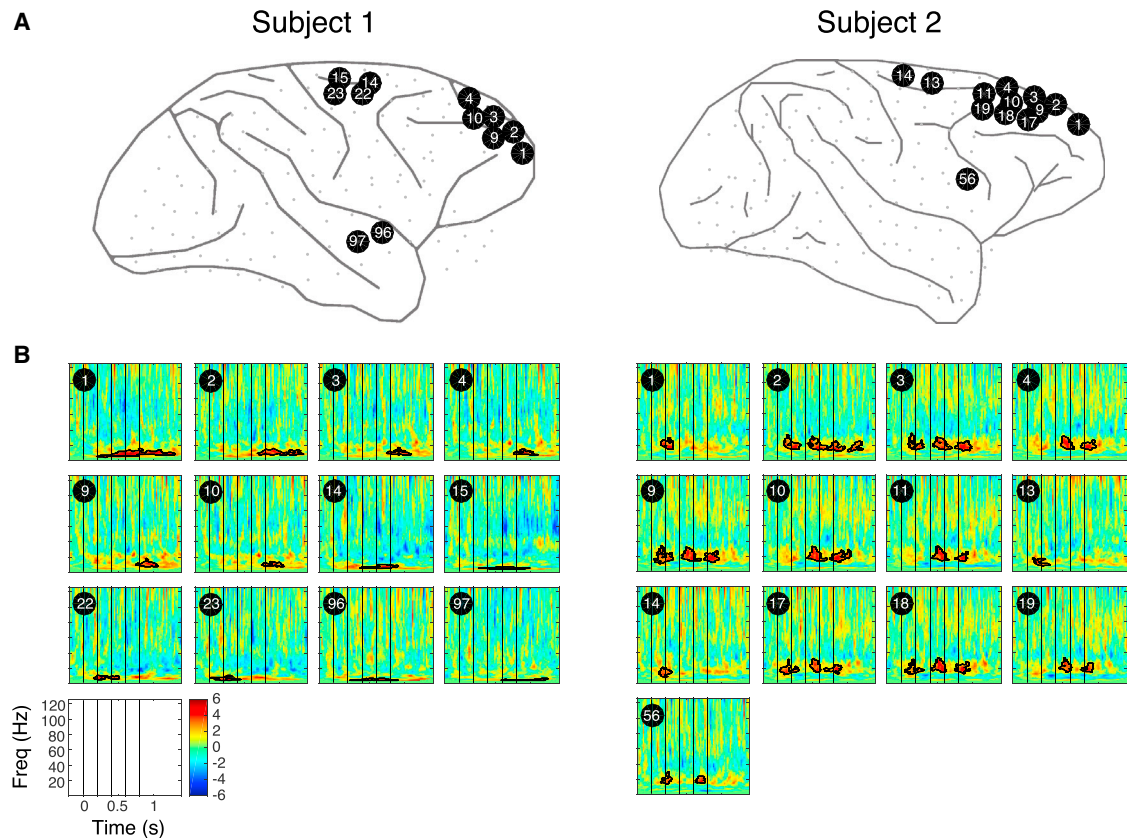 A
Subject 1
Subject 2
15 14
23 22
4
10 3
2
9
1
97 96
14 13
11 4 3
19 10 9 2
18 17 1
56
B
1 2 3 4
9 10 14 15
22 23 96 97
1 2 3 4
9 10 11 13
14 17 18 19
56
Freq (Hz)
120
100
80
60
40
20
0 0.5 1
Time (s)
6
4
2
0
-2
-4
-6